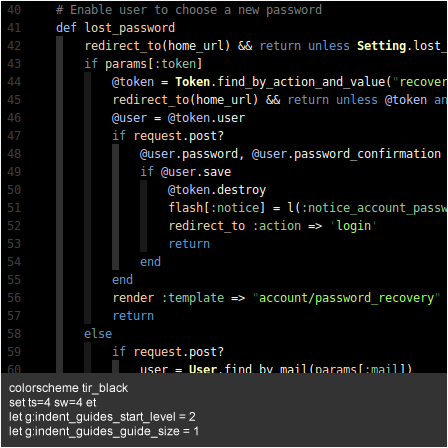 40 # Enable user to choose a new password
41 def lost_password
42 redirect_to(home_url) && return unless Setting.lost_
43 if params[:token]
44 @token = Token.find_by_action_and_value("recover
45 redirect_to(home_url) && return unless @token an
46 @user = @token.user
47 if request.post?
48 @user.password, @user.password_confirmation
49 if @user.save
50 @token.destroy
51 flash[:notice] = l(:notice_account_passw
52 redirect_to :action => 'login'
53 return
54 end
55 end
56 render :template => "account/password_recovery"
57 return
58 else
59 if request.post?
60 user = User.find_by_mail(params[:mail])
colorscheme tir_black
set ts=4 sw=4 et
let g:indent_guides_start_level = 2
let g:indent_guides_guide_size = 1